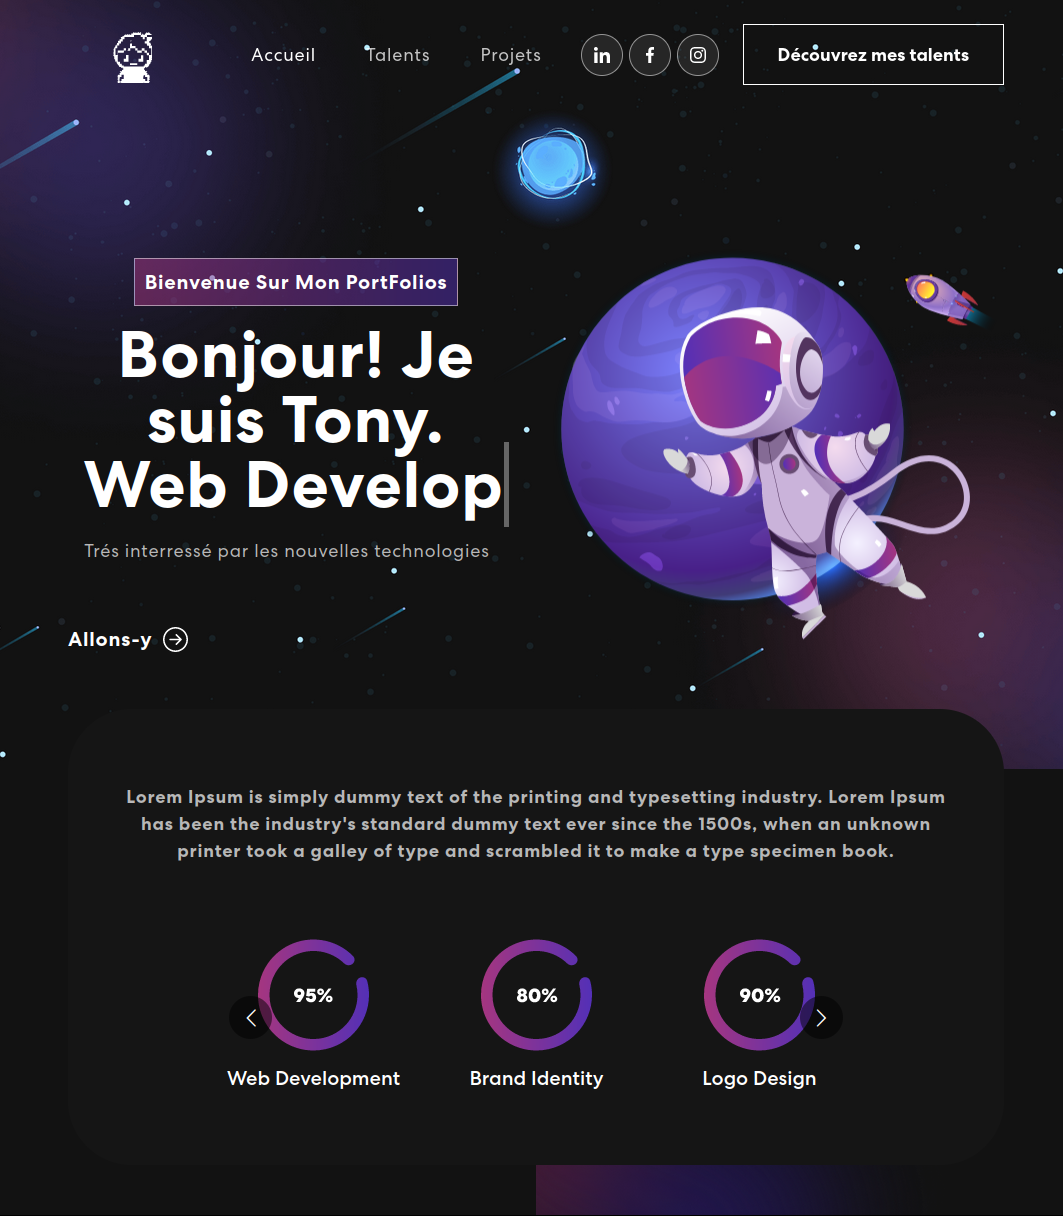 Accueil
Talents
Projets
in
f
Découvrez mes talents
Bienvenue Sur Mon PortFolios
Bonjour! Je
suis Tony.
Web Develop
Trés interressé par les nouvelles technologies
Allons-y
Lorem Ipsum is simply dummy text of the printing and typesetting industry. Lorem Ipsum
has been the industry's standard dummy text ever since the 1500s, when an unknown
printer took a galley of type and scrambled it to make a type specimen book.
95%
80%
90%
Web Development
Brand Identity
Logo Design